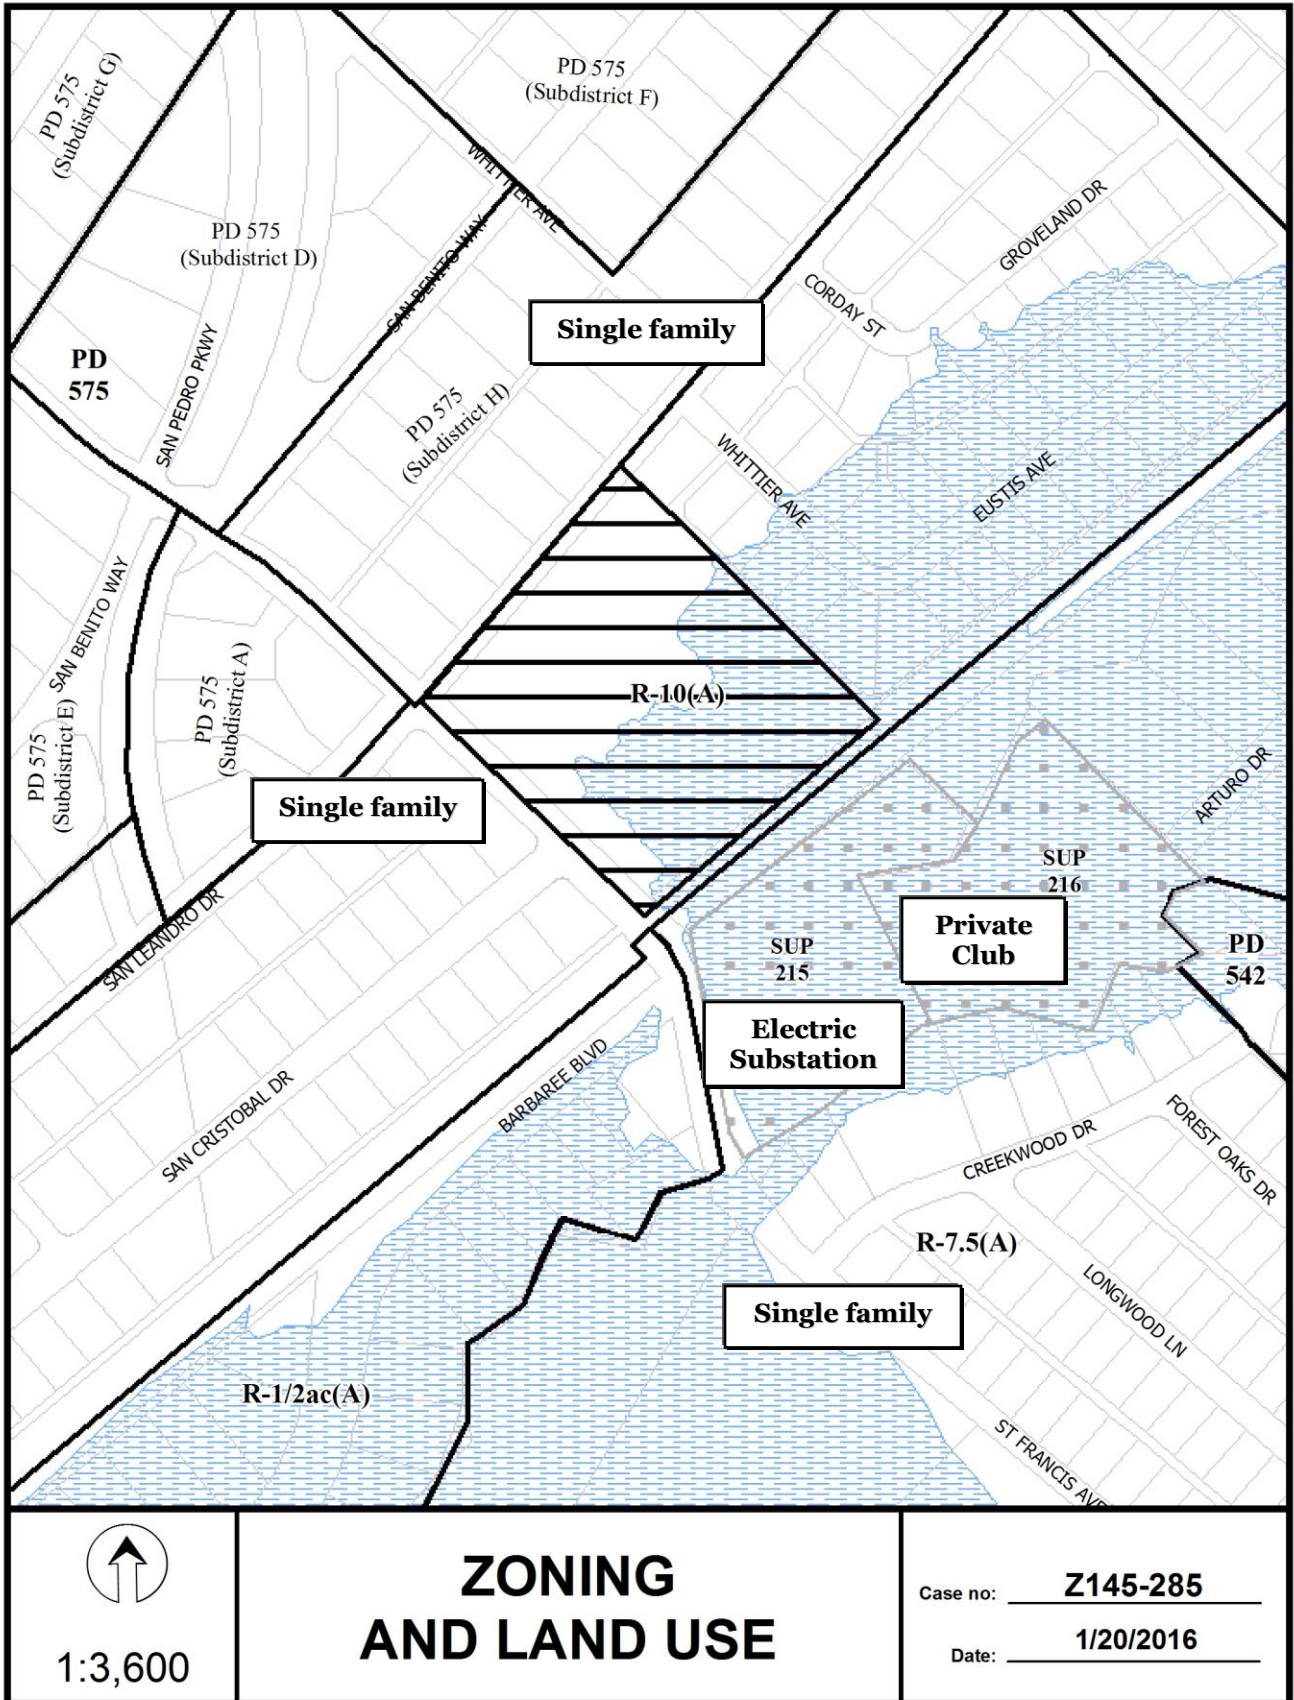 PD 575
(Subdistrict G)
PD 575
(Subdistrict F)
WHITTIER AVE
PD 575
(Subdistrict D)
SAN BENITO WAY
GROVELAND DR
CORDAY ST
Single family
PD
575
SAN PEDRO PKWY
PD 575
(Subdistrict H)
WHITTIER AVE
EUSTIS AVE
SAN BENITO WAY
PD 575
(Subdistrict A)
R-10(A)
PD 575
(Subdistrict E)
Single family
ARTURO DR
SUP
216
Private
Club
PD
542
SUP
215
SAN LEANDRO DR
Electric
Substation
BARBAREE BLVD
SAN CRISTOBAL DR
FOREST OAKS DR
CREEKWOOD DR
R-7.5(A)
LONGWOOD LN
Single family
R-1/2ac(A)
ST FRANCIS AVE
1:3,600
ZONING
AND LAND USE
Case no: Z145-285
Date: 1/20/2016